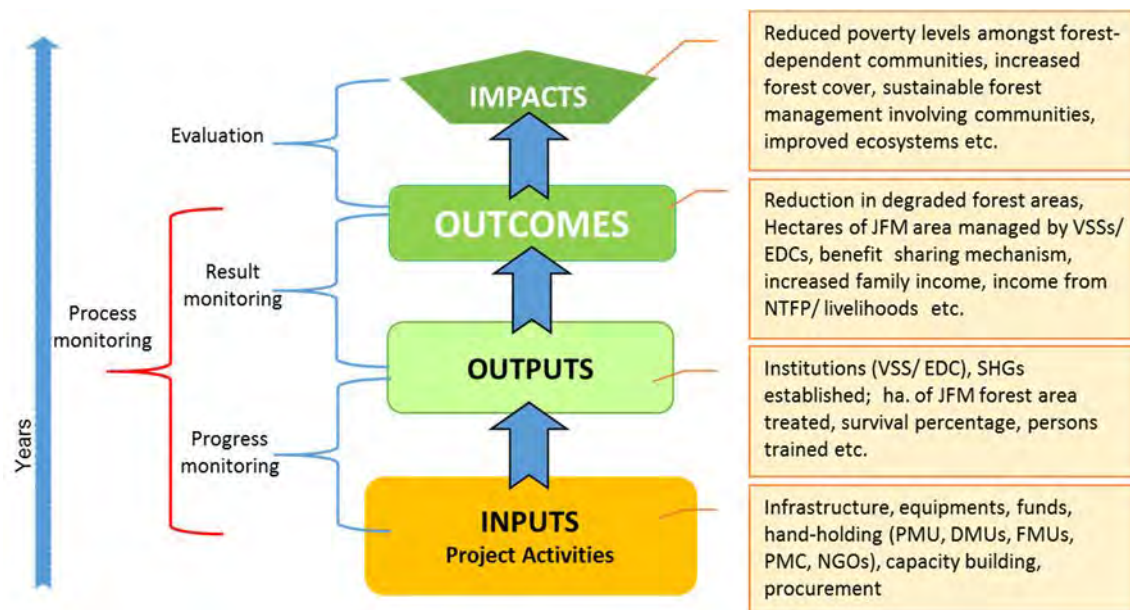 Years
Process
monitoring
Evaluation
Result
monitoring
Progress
monitoring
IMPACTS
OUTCOMES
OUTPUTS
INPUTS
Project Activities
Reduced poverty levels amongst forest-
dependent communities, increased
forest cover, sustainable forest
management involving communities,
improved ecosystems etc.
Reduction in degraded forest areas,
Hectares of JFM area managed by VSSs/
EDCs, benefit sharing mechanism,
increased family income, income from
NTFP/ livelihoods etc.
Institutions (VSS/ EDC), SHGs
established; ha. of JFM forest area
treated, survival percentage, persons
trained etc.
Infrastructure, equipments, funds,
hand-holding (PMU, DMUs, FMUs,
PMC, NGOs), capacity building,
procurement